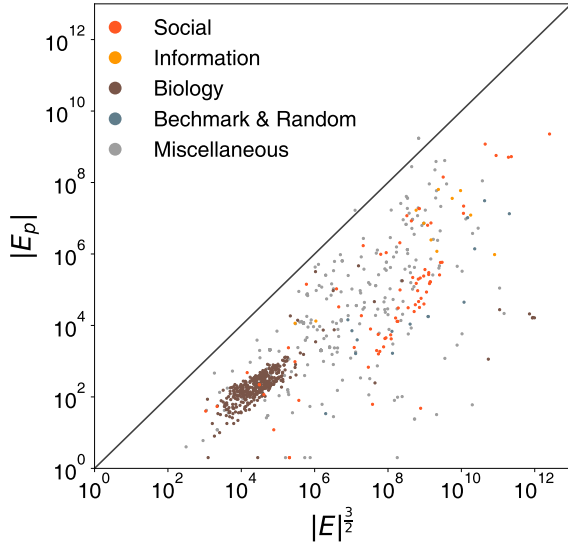 Social
Information
Biology
Bechmark & Random
Miscellaneous
|E_p|
10^12
10^10
10^8
10^6
10^4
10^2
10^0
10^0 10^2 10^4 10^6 10^8 10^10 10^12
|E|^{3/2}